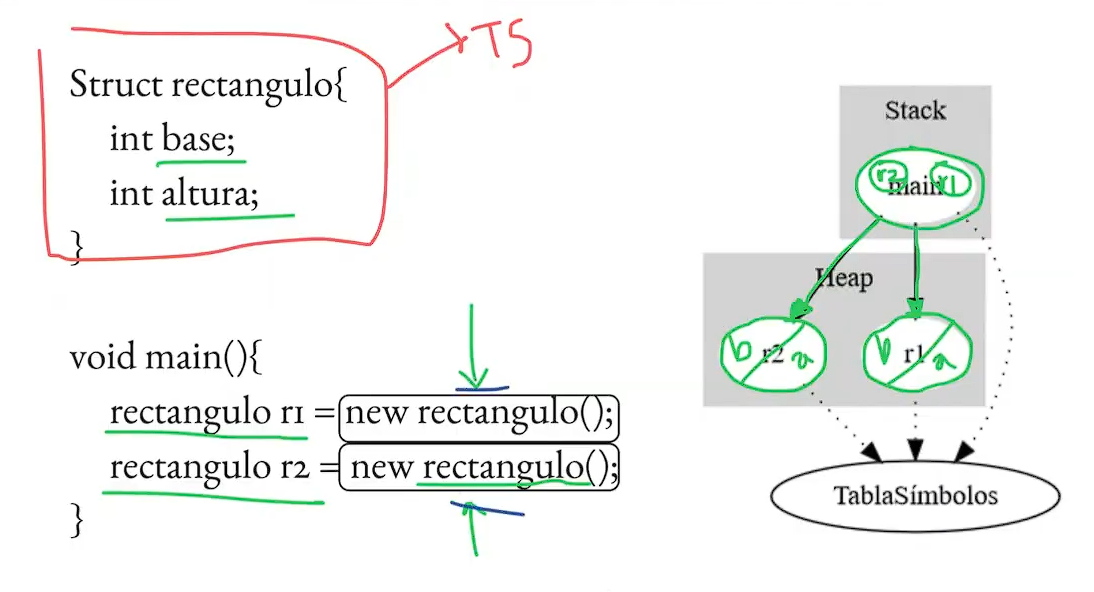 TS
Struct rectangulo{
int base;
int altura;
}
void main(){
rectangulo r1 = new rectangulo();
rectangulo r2 = new rectangulo();
}
Stack
main
r2
r1
Heap
r2
b
a
r1
b
a
TablaSímbolos